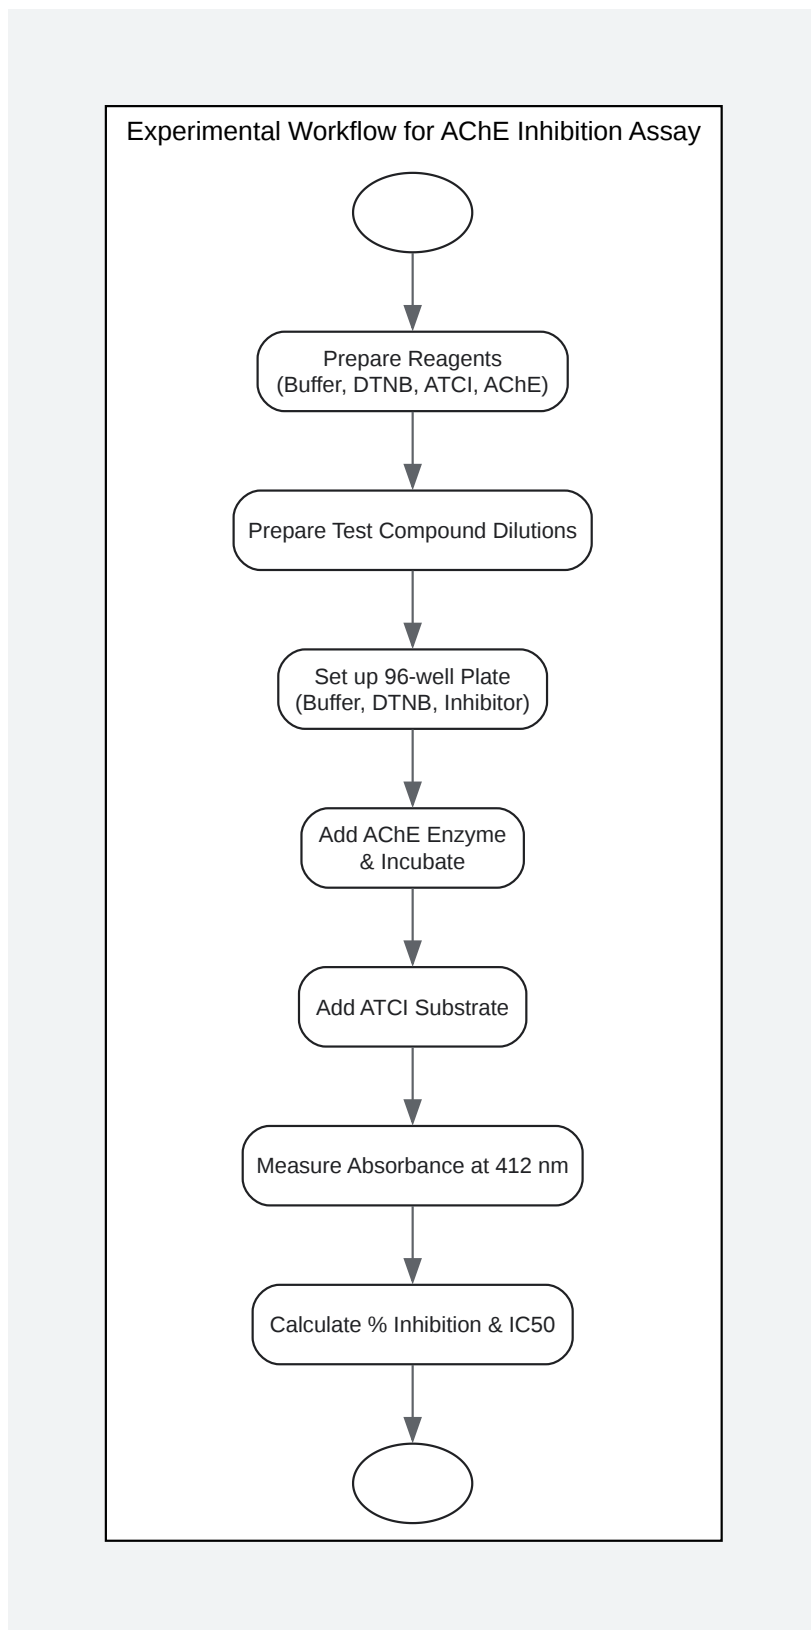 Experimental Workflow for AChE Inhibition Assay
Prepare Reagents
(Buffer, DTNB, ATCI, AChE)
Prepare Test Compound Dilutions
Set up 96-well Plate
(Buffer, DTNB, Inhibitor)
Add AChE Enzyme
& Incubate
Add ATCI Substrate
Measure Absorbance at 412 nm
Calculate % Inhibition & IC50